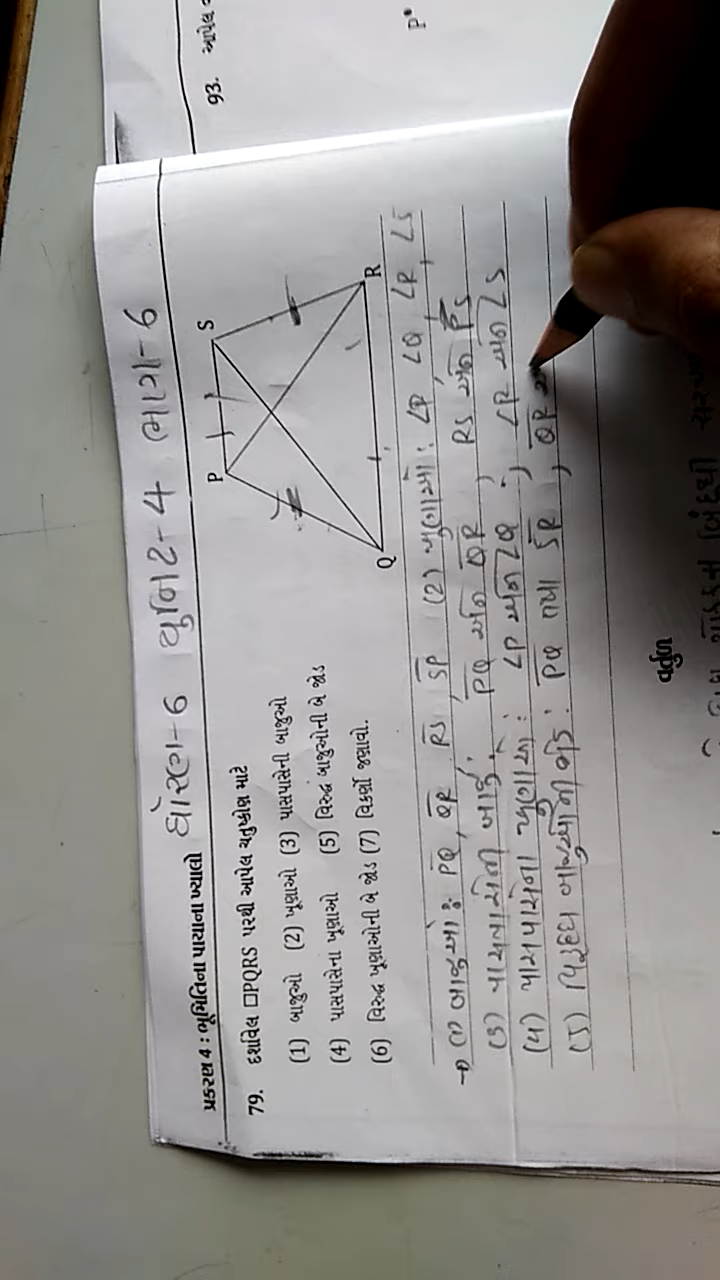 93. આપેલ
P•
ધોરણ-6 યુનિટ-4 ભાગ-6
પ્રકરણ 4 : ભૂમિતિના પાયાના ખ્યાલો
79. દર્શાવેલ □PQRS પરથી આપેલ ચતુષ્કોણ માટે
(1) બાજુઓ (2) ખૂણાઓ (3) પાસપાસેની બાજુઓ
(4) પાસપાસેના ખૂણાઓ (5) વિરુદ્ધ બાજુઓની બે જોડ
(6) વિરુદ્ધ ખૂણાઓની બે જોડ (7) વિકર્ણો જણાવો.
P
S
Q
R
→ (1) બાજુઓ : PQ, QR, RS, SP (2) ખુણાઓ : ∠P ∠Q ∠R, ∠S
(3) પાસપાસેની બાજુ : PQ અને QR, RS અને PS
(4) પાસપાસેના ખુણાઓ : ∠P અને ∠Q ; ∠R અને ∠S
(5) વિરૂધ્ધ બાજુઓની જોડ : PQ તથા SR , QR
વર્તુળ